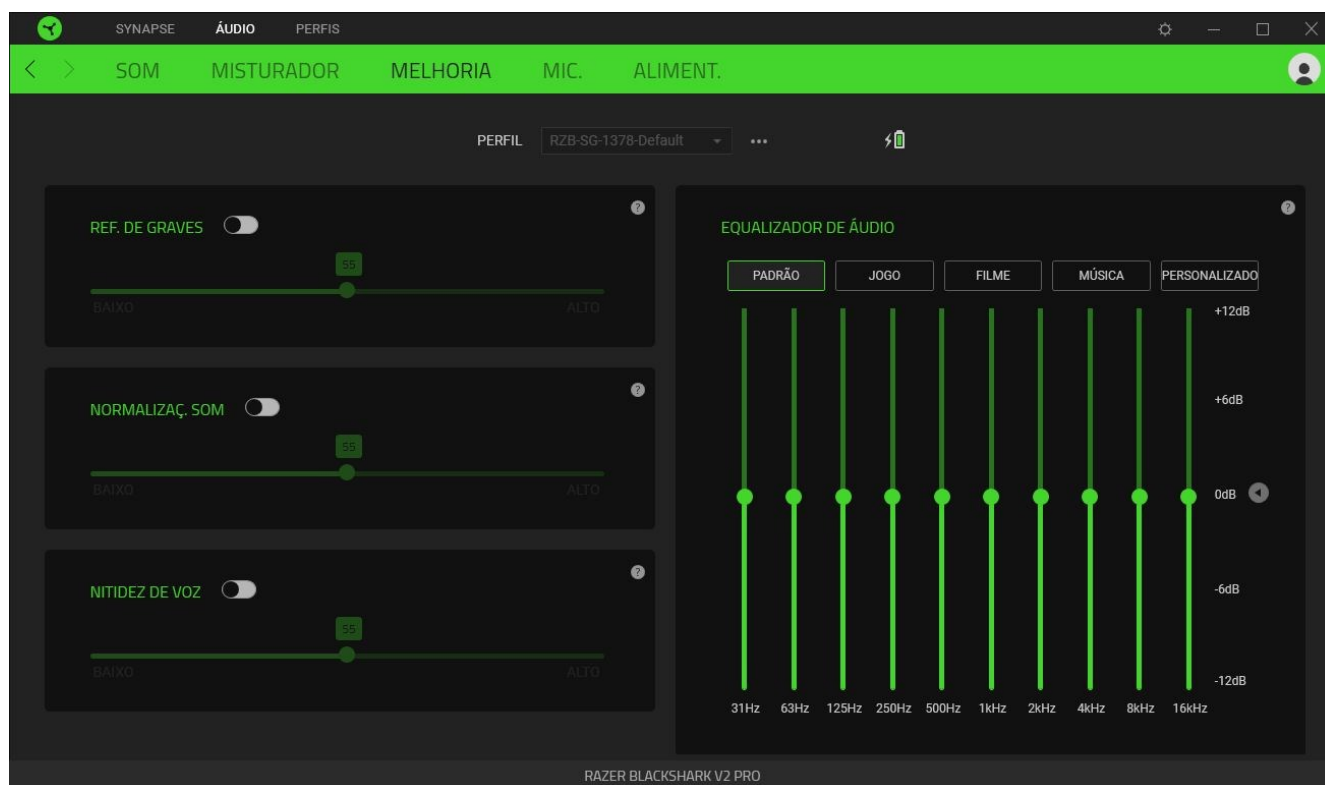 SYNAPSE ÁUDIO PERFIS
SOM MISTURADOR MELHORIA MIC. ALIMENT.
PERFIL RZB-SG-1378-Default
REF. DE GRAVES
55
BAIXO ALTO
NORMALIZAÇ. SOM
55
BAIXO ALTO
NITIDEZ DE VOZ
55
BAIXO ALTO
EQUALIZADOR DE ÁUDIO
PADRÃO JOGO FILME MÚSICA PERSONALIZADO
+12dB
+6dB
0dB
-6dB
-12dB
31Hz 63Hz 125Hz 250Hz 500Hz 1kHz 2kHz 4kHz 8kHz 16kHz
RAZER BLACKSHARK V2 PRO